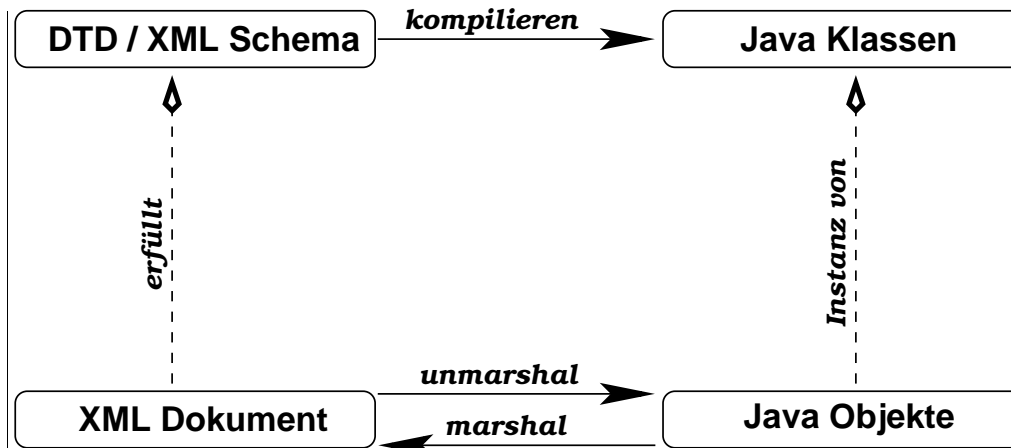 kompilieren
DTD / XML Schema
Java Klassen
erfüllt
Instanz von
unmarshal
XML Dokument
Java Objekte
marshal